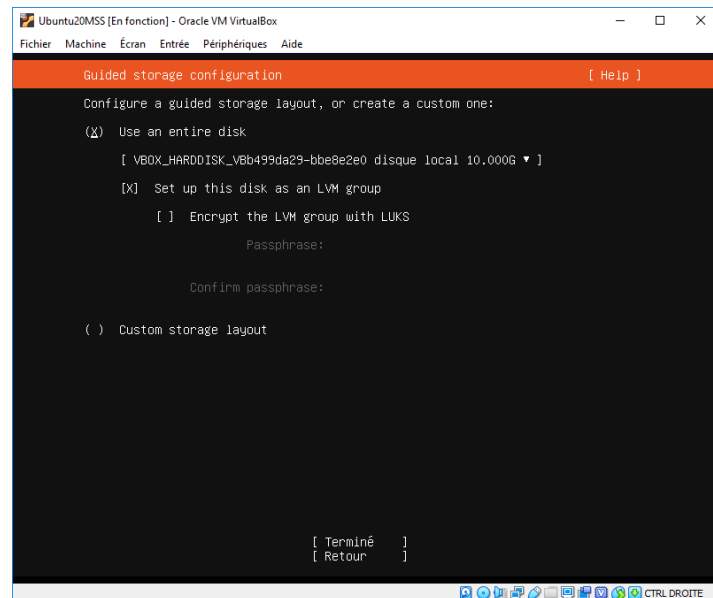 Ubuntu20MSS [En fonction] - Oracle VM VirtualBox
Fichier Machine Écran Entrée Périphériques Aide
Guided storage configuration [ Help ]
Configure a guided storage layout, or create a custom one:
(X) Use an entire disk
[ VBOX_HARDDISK_VBb499da29-bbe8e2e0 disque local 10.000G ▾ ]
[X] Set up this disk as an LVM group
[ ] Encrypt the LVM group with LUKS
Passphrase:
Confirm passphrase:
( ) Custom storage layout
[ Terminé ]
[ Retour ]
CTRL DROITE